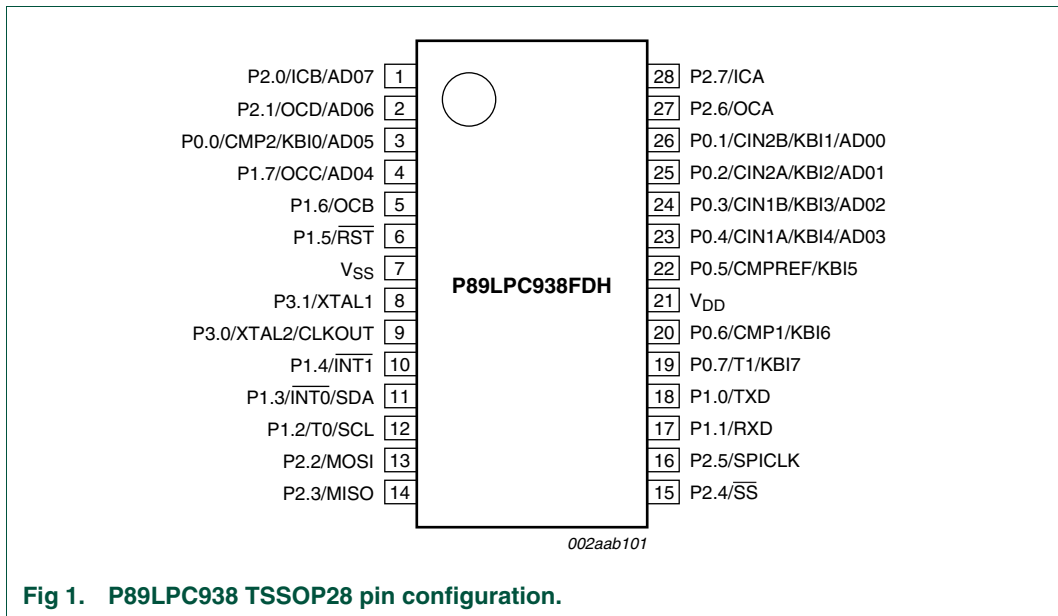 P2.0/ICB/AD07 1
P2.1/OCD/AD06 2
P0.0/CMP2/KBI0/AD05 3
P1.7/OCC/AD04 4
P1.6/OCB 5
P1.5/R̅S̅T̅ 6
VSS 7
P3.1/XTAL1 8
P3.0/XTAL2/CLKOUT 9
P1.4/I̅N̅T̅1̅ 10
P1.3/I̅N̅T̅0̅/SDA 11
P1.2/T0/SCL 12
P2.2/MOSI 13
P2.3/MISO 14
P89LPC938FDH
28 P2.7/ICA
27 P2.6/OCA
26 P0.1/CIN2B/KBI1/AD00
25 P0.2/CIN2A/KBI2/AD01
24 P0.3/CIN1B/KBI3/AD02
23 P0.4/CIN1A/KBI4/AD03
22 P0.5/CMPREF/KBI5
21 VDD
20 P0.6/CMP1/KBI6
19 P0.7/T1/KBI7
18 P1.0/TXD
17 P1.1/RXD
16 P2.5/SPICLK
15 P2.4/S̅S̅
002aab101
Fig 1. P89LPC938 TSSOP28 pin configuration.